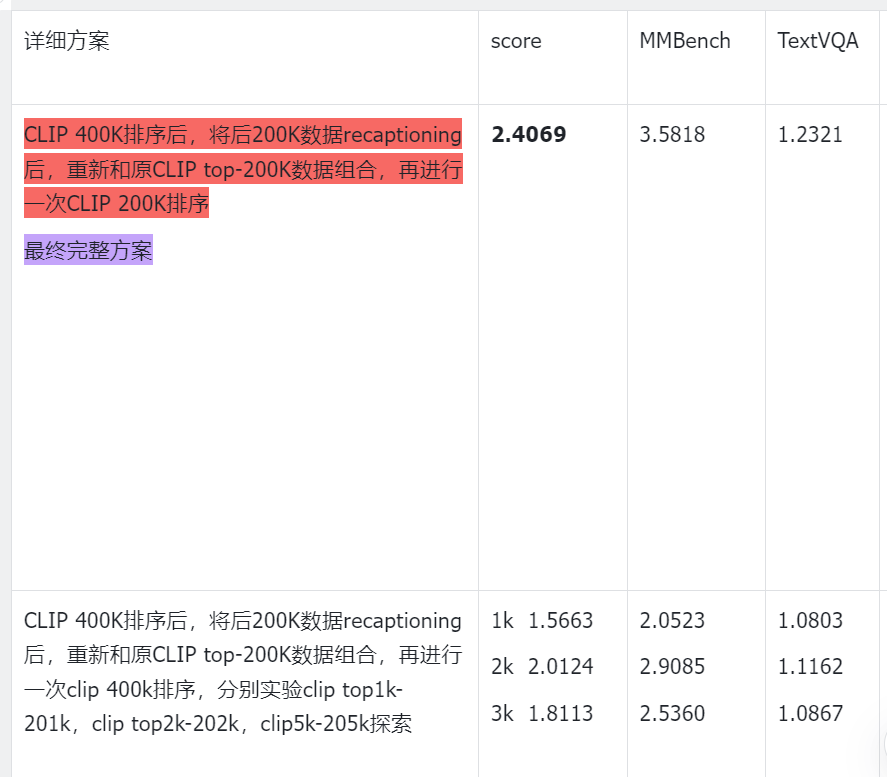 详细方案
score
MMBench
TextVQA
CLIP 400K排序后，将后200K数据recaptioning
后，重新和原CLIP top-200K数据组合，再进行
一次CLIP 200K排序
最终完整方案
2.4069
3.5818
1.2321
CLIP 400K排序后，将后200K数据recaptioning
后，重新和原CLIP top-200K数据组合，再进行
一次clip 400k排序，分别实验clip top1k-
201k，clip top2k-202k，clip5k-205k探索
1k 1.5663
2.0523
1.0803
2k 2.0124
2.9085
1.1162
3k 1.8113
2.5360
1.0867